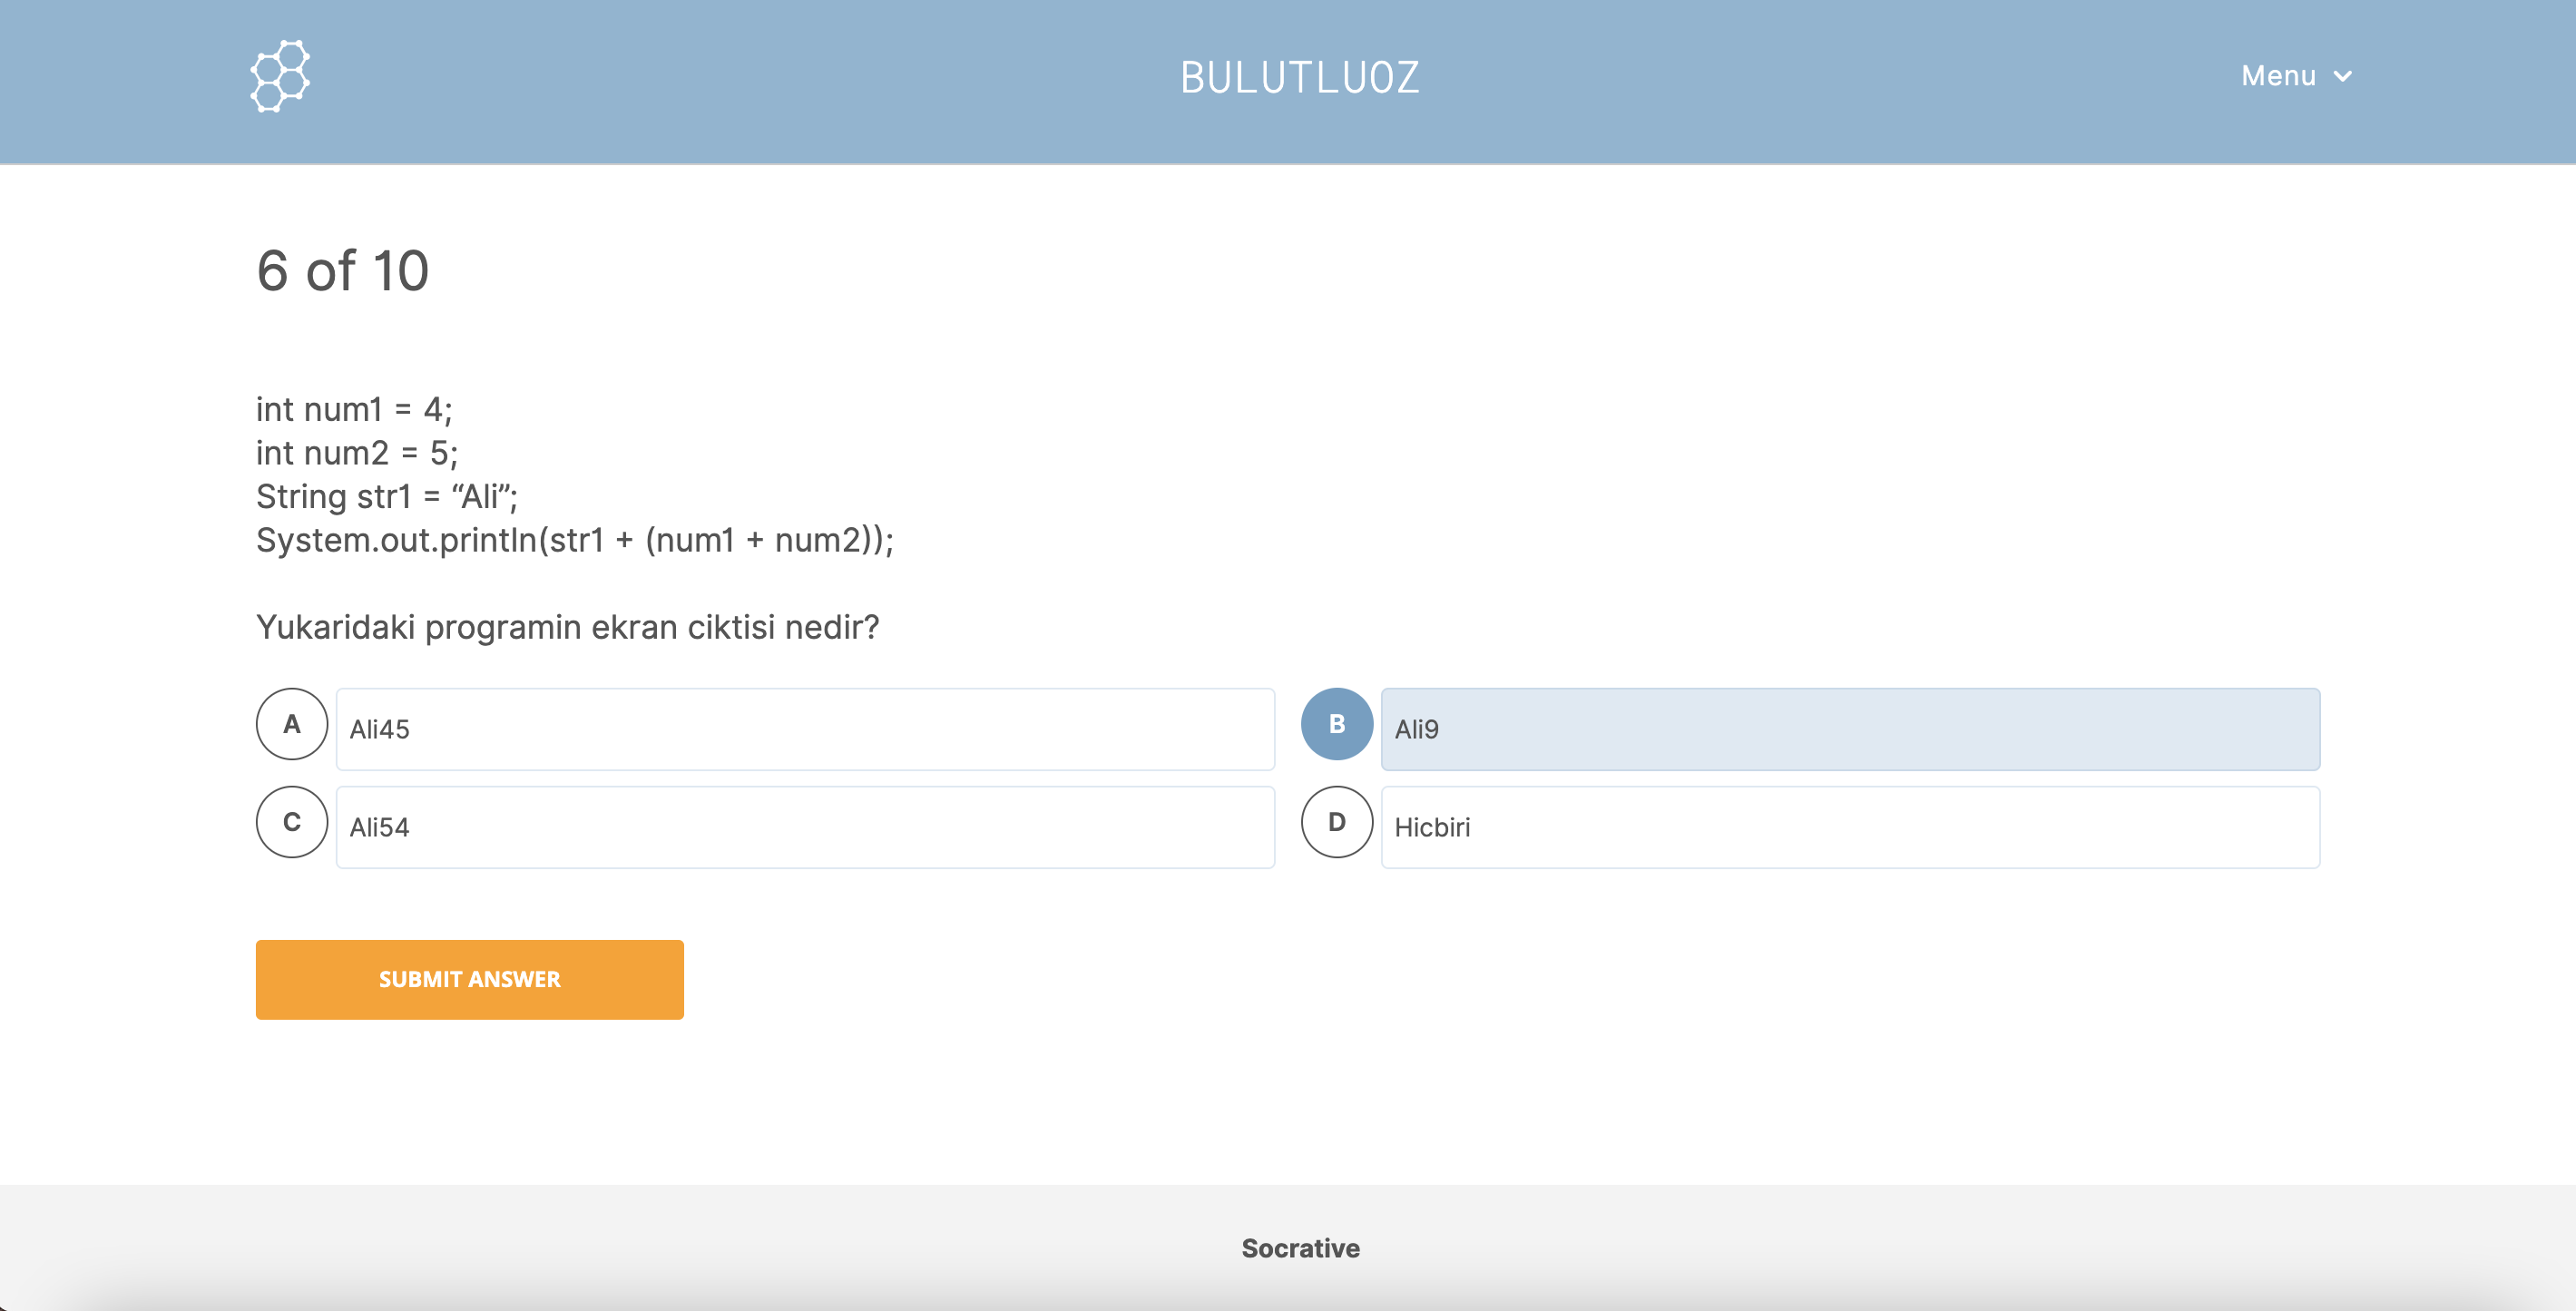 BULUTLUOZ
Menu
6 of 10
int num1 = 4;
int num2 = 5;
String str1 = “Ali”;
System.out.println(str1 + (num1 + num2));
Yukaridaki programin ekran ciktisi nedir?
A Ali45
B Ali9
C Ali54
D Hicbiri
SUBMIT ANSWER
Socrative